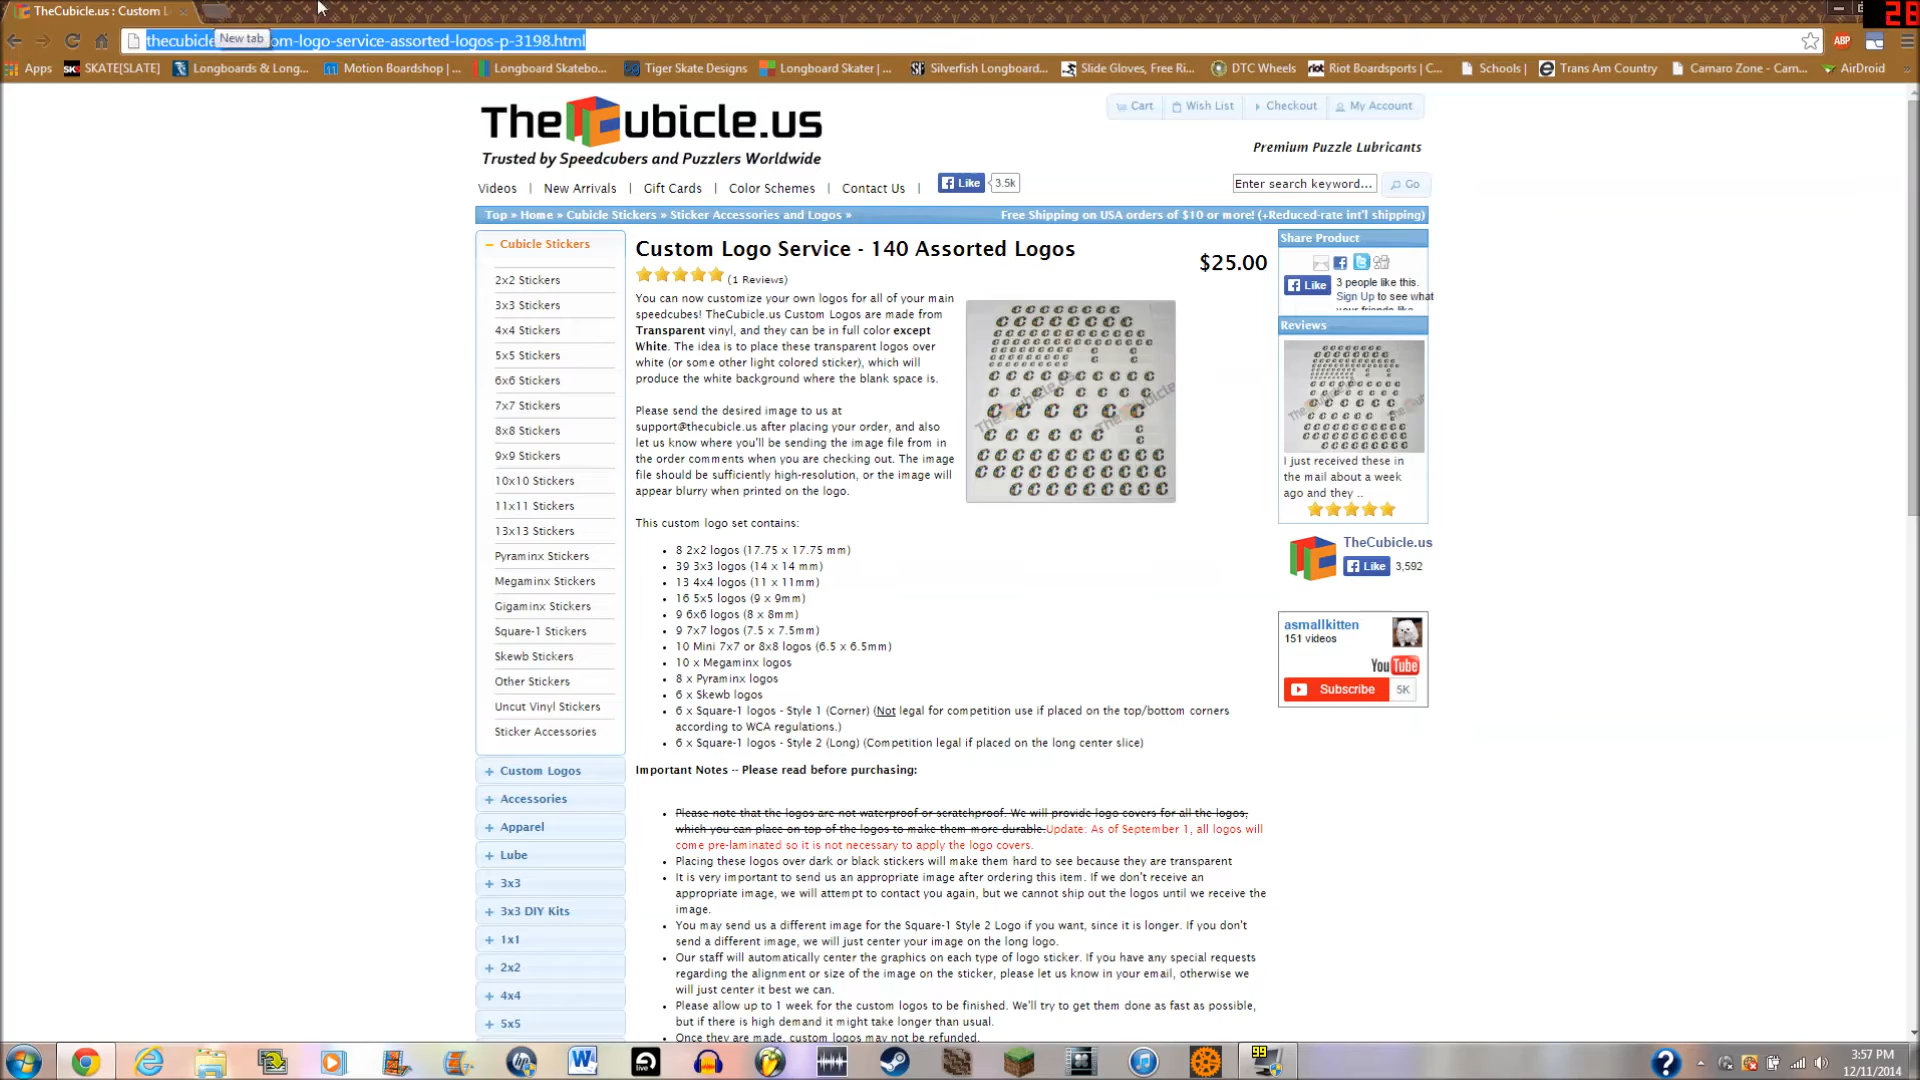 TheCubicle.us : Custom L
28
thecubicle
New tab
om-logo-service-assorted-logos-p-3198.html
ABP
Apps
SKATE[SLATE]
Longboards & Long...
Motion Boardshop | ...
Longboard Skatebo...
Tiger Skate Designs
Longboard Skater | ...
Silverfish Longboard...
Slide Gloves, Free Ri...
DTC Wheels
Riot Boardsports | C...
Schools |
Trans Am Country
Camaro Zone - Cam...
AirDroid
TheCubicle.us
Trusted by Speedcubers and Puzzlers Worldwide
Cart
Wish List
Checkout
My Account
Premium Puzzle Lubricants
Videos | New Arrivals | Gift Cards | Color Schemes | Contact Us |
Like 3.5k
Enter search keyword...
Go
Top » Home » Cubicle Stickers » Sticker Accessories and Logos »
Free Shipping on USA orders of $10 or more! (+Reduced-rate int'l shipping)
Cubicle Stickers
2x2 Stickers
3x3 Stickers
4x4 Stickers
5x5 Stickers
6x6 Stickers
7x7 Stickers
8x8 Stickers
9x9 Stickers
10x10 Stickers
11x11 Stickers
13x13 Stickers
Pyraminx Stickers
Megaminx Stickers
Gigaminx Stickers
Square-1 Stickers
Skewb Stickers
Other Stickers
Uncut Vinyl Stickers
Sticker Accessories
+ Custom Logos
+ Accessories
+ Apparel
+ Lube
+ 3x3
+ 3x3 DIY Kits
+ 1x1
+ 2x2
+ 4x4
+ 5x5
Custom Logo Service - 140 Assorted Logos
$25.00
(1 Reviews)
You can now customize your own logos for all of your main
speedcubes! TheCubicle.us Custom Logos are made from
Transparent vinyl, and they can be in full color except
White. The idea is to place these transparent logos over
white (or some other light colored sticker), which will
produce the white background where the blank space is.
Please send the desired image to us at
support@thecubicle.us after placing your order, and also
let us know where you'll be sending the image file from in
the order comments when you are checking out. The image
file should be sufficiently high-resolution, or the image will
appear blurry when printed on the logo.
This custom logo set contains:
• 8 2x2 logos (17.75 x 17.75 mm)
• 39 3x3 logos (14 x 14 mm)
• 13 4x4 logos (11 x 11mm)
• 16 5x5 logos (9 x 9mm)
• 9 6x6 logos (8 x 8mm)
• 9 7x7 logos (7.5 x 7.5mm)
• 10 Mini 7x7 or 8x8 logos (6.5 x 6.5mm)
• 10 x Megaminx logos
• 8 x Pyraminx logos
• 6 x Skewb logos
• 6 x Square-1 logos - Style 1 (Corner) (Not legal for competition use if placed on the top/bottom corners
according to WCA regulations.)
• 6 x Square-1 logos - Style 2 (Long) (Competition legal if placed on the long center slice)
Important Notes -- Please read before purchasing:
• Please note that the logos are not waterproof or scratchproof. We will provide logo covers for all the logos,
which you can place on top of the logos to make them more durable.Update: As of September 1, all logos will
come pre-laminated so it is not necessary to apply the logo covers.
• Placing these logos over dark or black stickers will make them hard to see because they are transparent
• It is very important to send us an appropriate image after ordering this item. If we don't receive an
appropriate image, we will attempt to contact you again, but we cannot ship out the logos until we receive the
image.
• You may send us a different image for the Square-1 Style 2 Logo if you want, since it is longer. If you don't
send a different image, we will just center your image on the long logo.
• Our staff will automatically center the graphics on each type of logo sticker. If you have any special requests
regarding the alignment or size of the image on the sticker, please let us know in your email, otherwise we
will just center it best we can.
• Please allow up to 1 week for the custom logos to be finished. We'll try to get them done as fast as possible,
but if there is high demand it might take longer than usual.
• Once they are made, custom logos may not be refunded.
Share Product
Like
3 people like this.
Sign Up to see what
your friends like.
Reviews
I just received these in
the mail about a week
ago and they ..
TheCubicle.us
Like 3,592
asmallkitten
151 videos
YouTube
Subscribe 5K
3:57 PM
12/11/2014